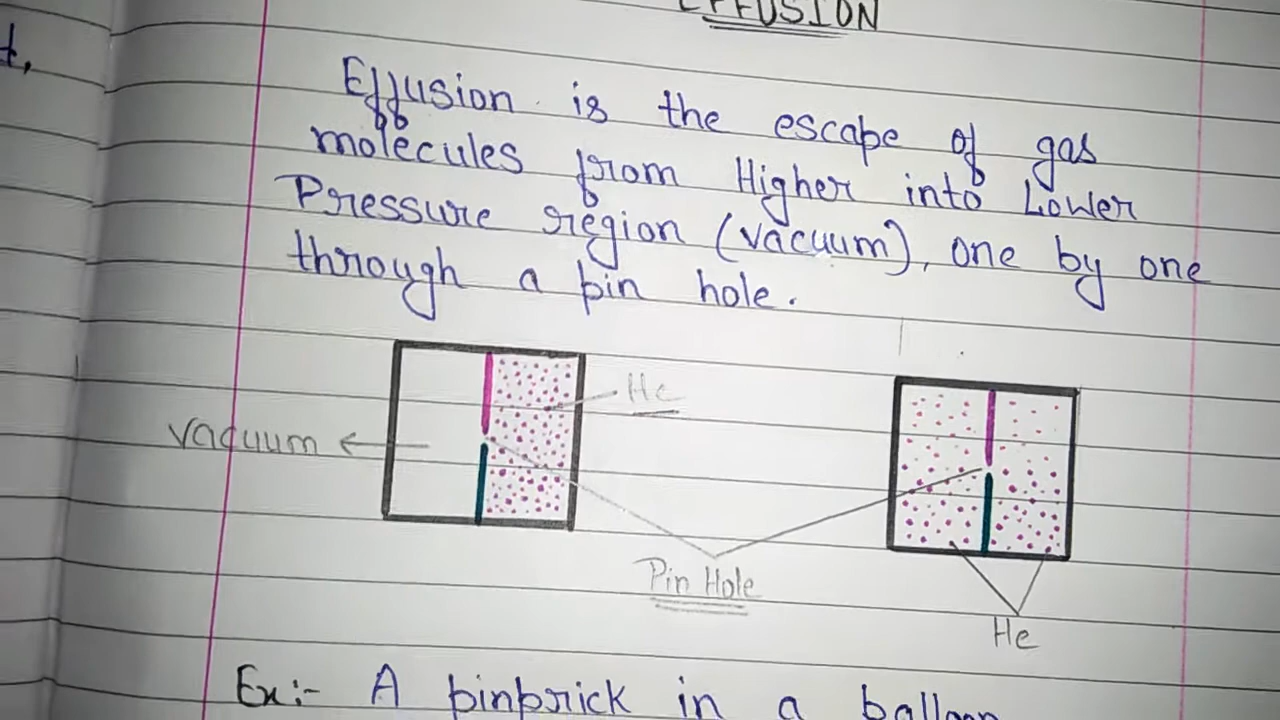 EFFUSION
t,
Effusion is the escape of gas
molecules from Higher into Lower
Pressure region (vacuum), one by one
through a pin hole.
He
Vacuum
Pin Hole
He
Ex:- A pinprick in a balloon